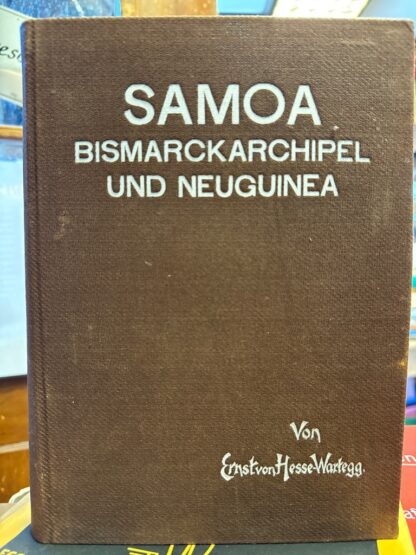 SAMOA
BISMARCKARCHIPEL
UND NEUGUINEA
Von
Ernst von Hesse-Wartegg.